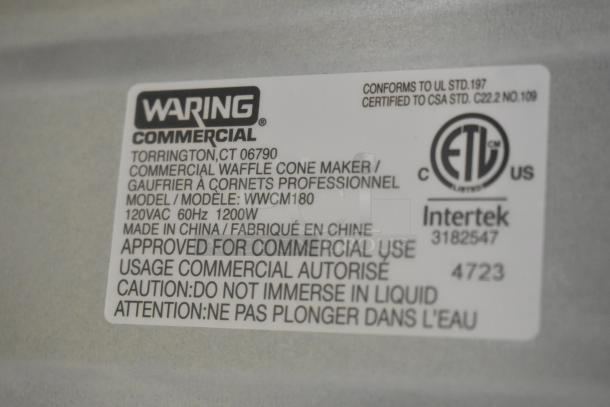 WARING®
COMMERCIAL
TORRINGTON,CT 06790
COMMERCIAL WAFFLE CONE MAKER/
GAUFRIER À CORNETS PROFESSIONNEL
MODEL / MODÈLE: WWCM180
120VAC 60Hz 1200W
MADE IN CHINA / FABRIQUÉ EN CHINE
APPROVED FOR COMMERCIAL USE
USAGE COMMERCIAL AUTORISÉ
CAUTION:DO NOT IMMERSE IN LIQUID
ATTENTION:NE PAS PLONGER DANS L'EAU
CONFORMS TO UL STD.197
CERTIFIED TO CSA STD. C22.2 NO.109
ETL CM
LISTED
C US
Intertek
3182547
4723